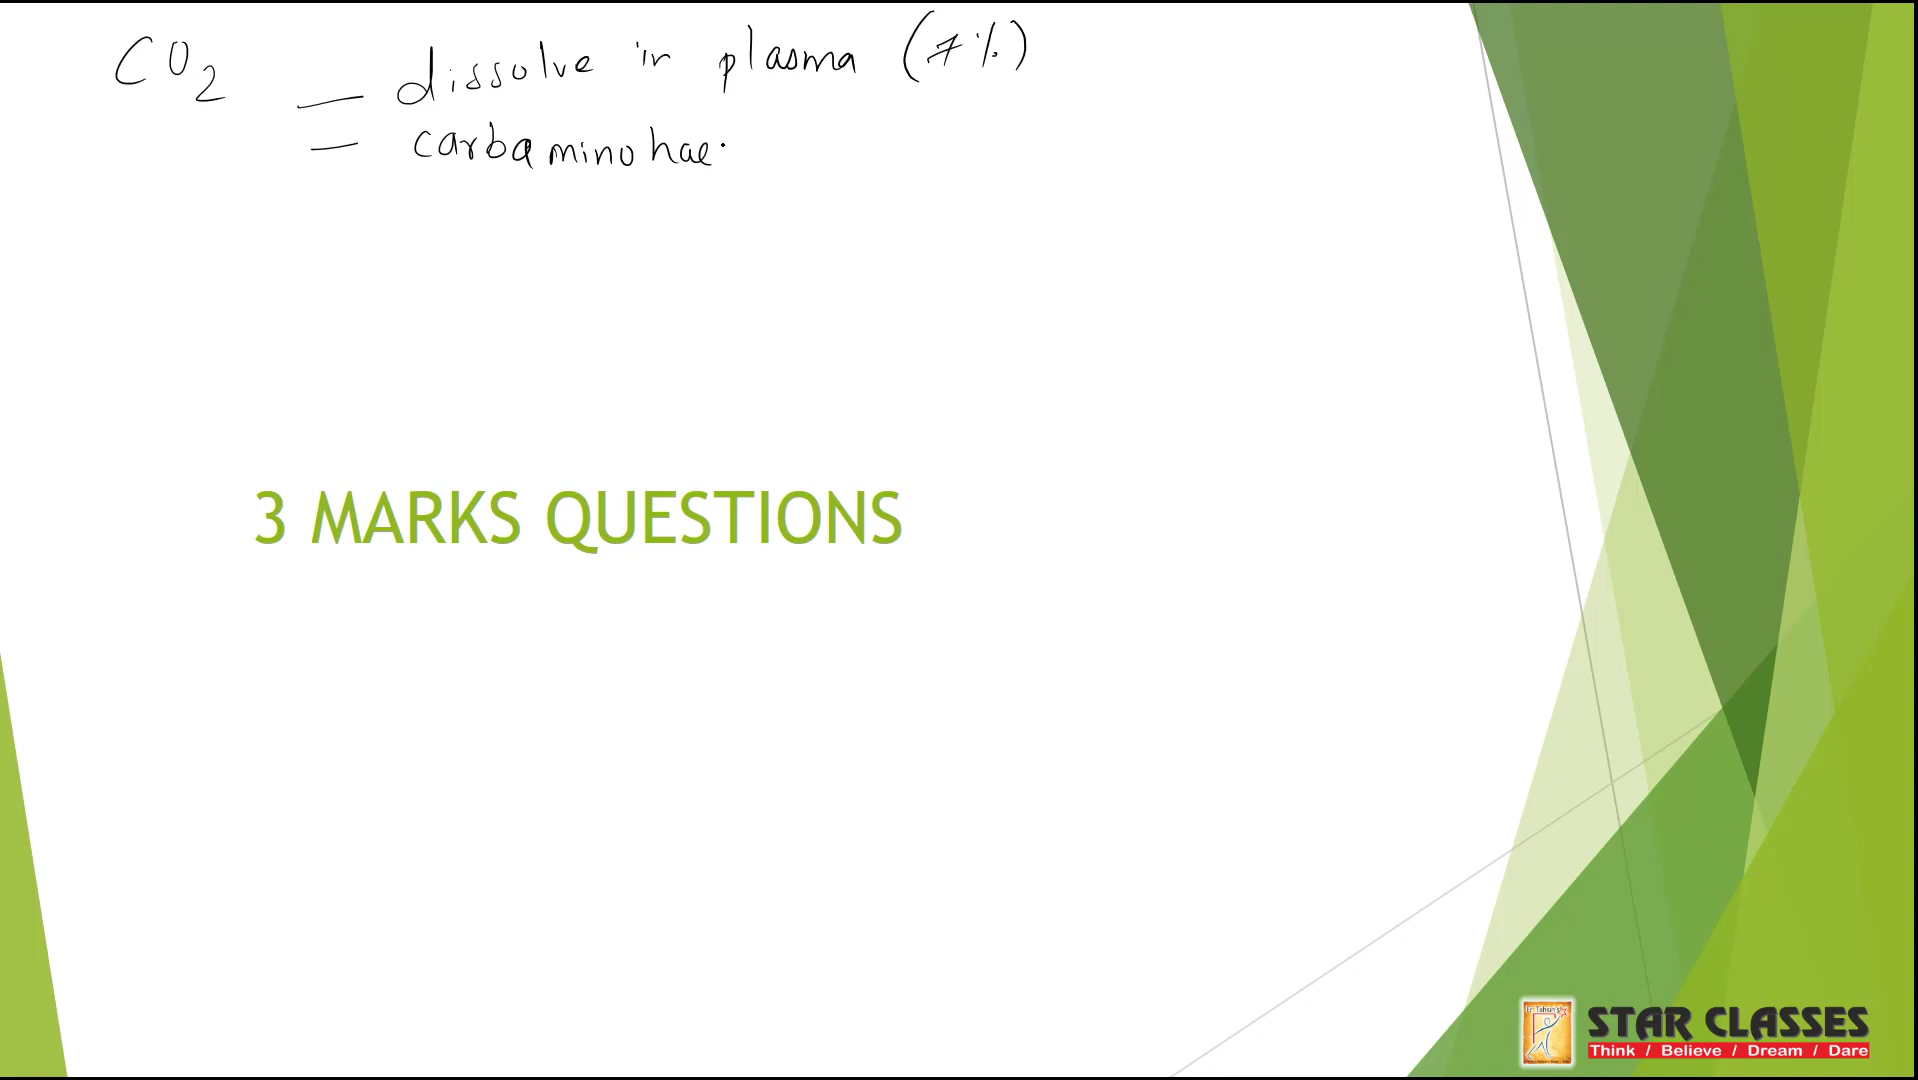 CO2 — dissolve in plasma (7%)
— carbaminohae
3 MARKS QUESTIONS
STAR CLASSES
Think / Believe / Dream / Dare